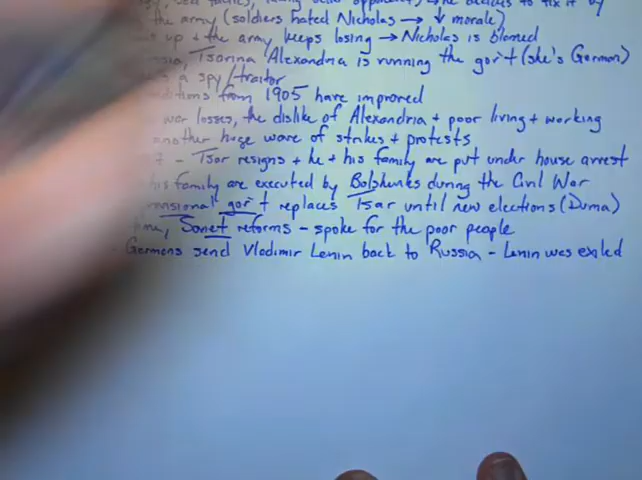 the army (soldiers hated Nicholas → ↓ morale)
up + the army keeps losing → Nicholas is blamed
Tsarina Alexandria is running the gov't (she's German)
a spy/traitor
from 1905 have improved
war losses, the dislike of Alexandria + poor living + working
another huge wave of strikes + protests
- Tsar resigns + he + his family are put under house arrest
his family are executed by Bolsheviks during the Civil War
gov't replaces Tsar until new elections (Duma)
Soviet reforms - spoke for the poor people
Germans send Vladimir Lenin back to Russia - Lenin was exiled